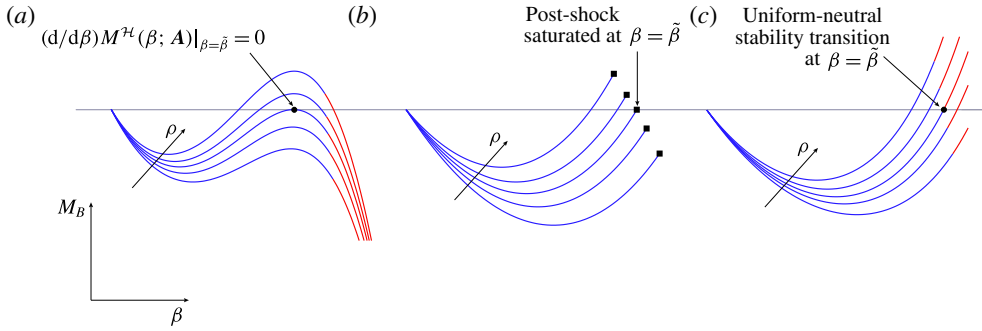 (a)
(d/dβ)M^ℋ(β; A)|_{β=β̃} = 0
ρ
M_B
β
(b)
Post-shock
saturated at β = β̃
ρ
(c)
Uniform-neutral
stability transition
at β = β̃
ρ